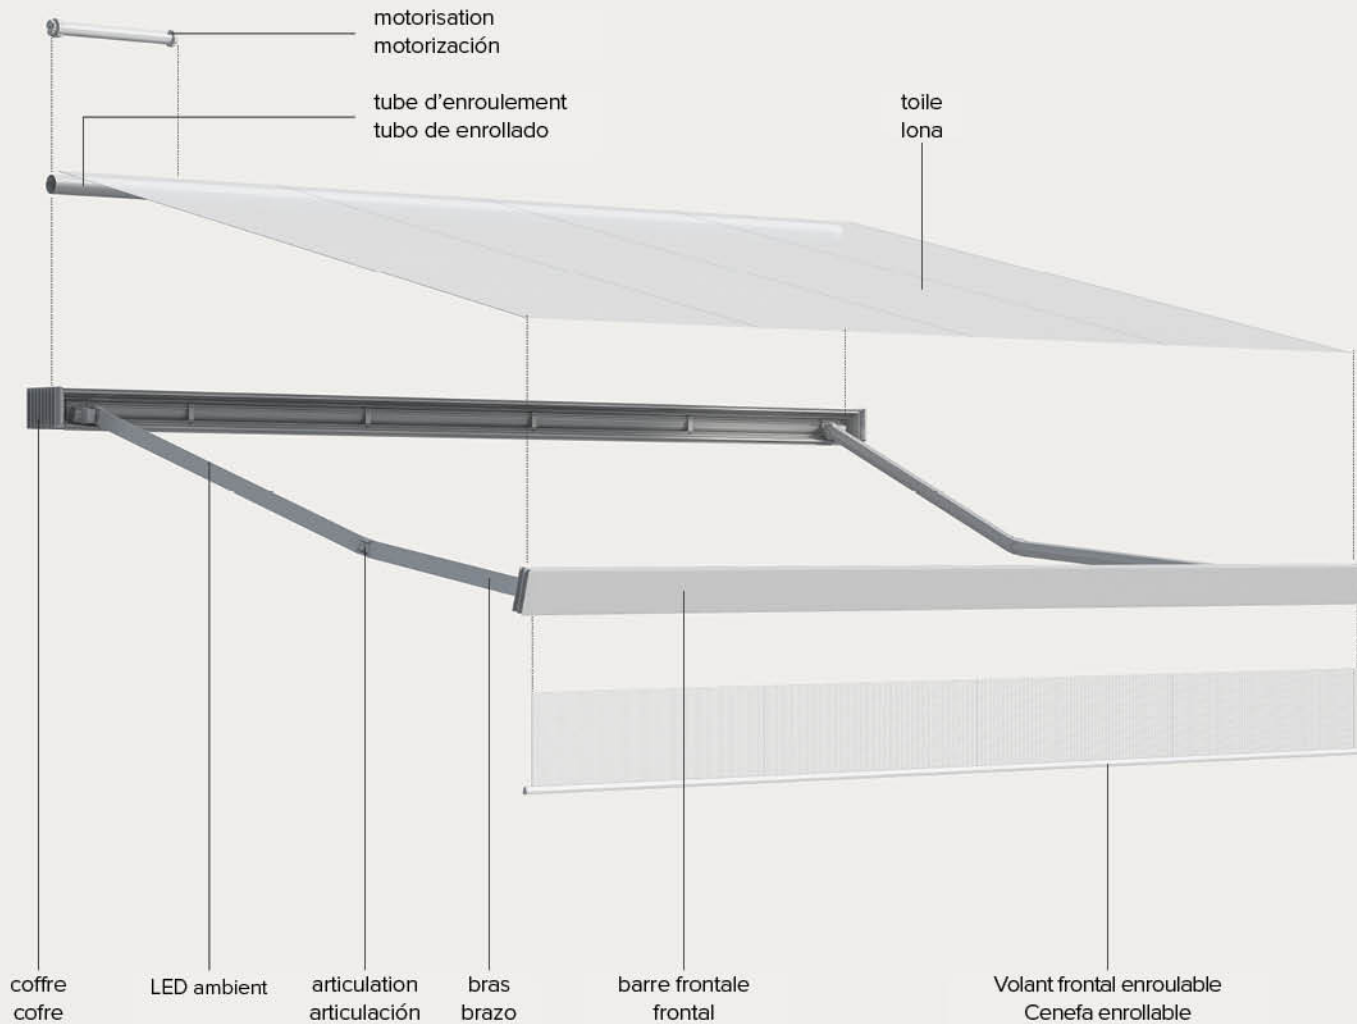 motorisation
motorización
tube d'enroulement
tubo de enrollado
toile
lona
coffre
cofre
LED ambient
articulation
articulación
bras
brazo
barre frontale
frontal
Volant frontal enroulable
Cenefa enrollable